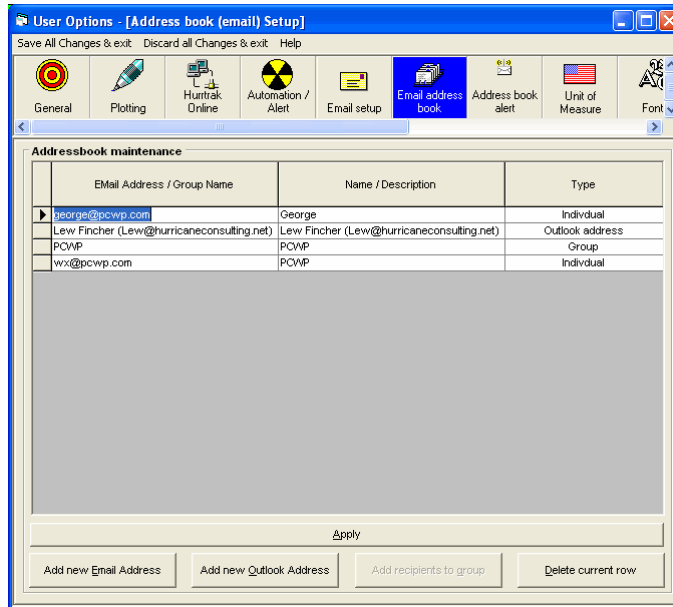 User Options - [Address book (email) Setup]
Save All Changes & exit Discard all Changes & exit Help
General
Plotting
Hurrtrak Online
Automation / Alert
Email setup
Email address book
Address book alert
Unit of Measure
Font
Addressbook maintenance
EMail Address / Group Name Name / Description Type
george@pcwp.com George Indivdual
Lew Fincher (Lew@hurricaneconsulting.net) Lew Fincher (Lew@hurricaneconsulting.net) Outlook address
PCWP PCWP Group
wx@pcwp.com PCWP Indivdual
Apply
Add new Email Address Add new Outlook Address Add recipients to group Delete current row